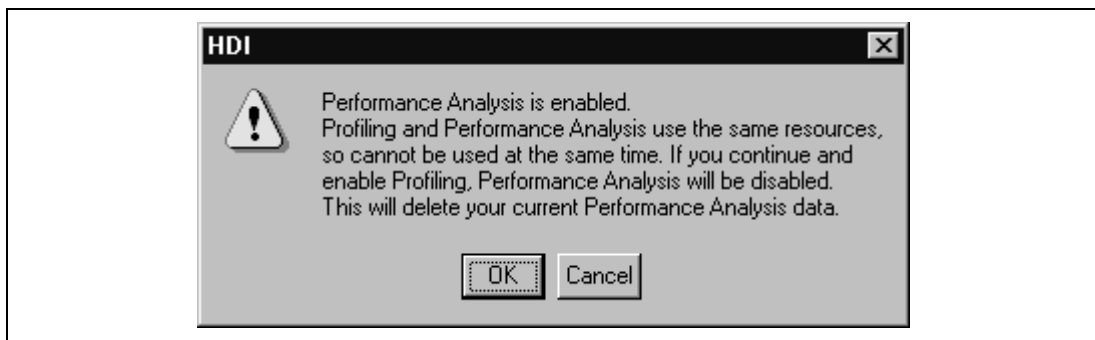 HDI
Performance Analysis is enabled.
Profiling and Performance Analysis use the same resources,
so cannot be used at the same time. If you continue and
enable Profiling, Performance Analysis will be disabled.
This will delete your current Performance Analysis data.
OK
Cancel